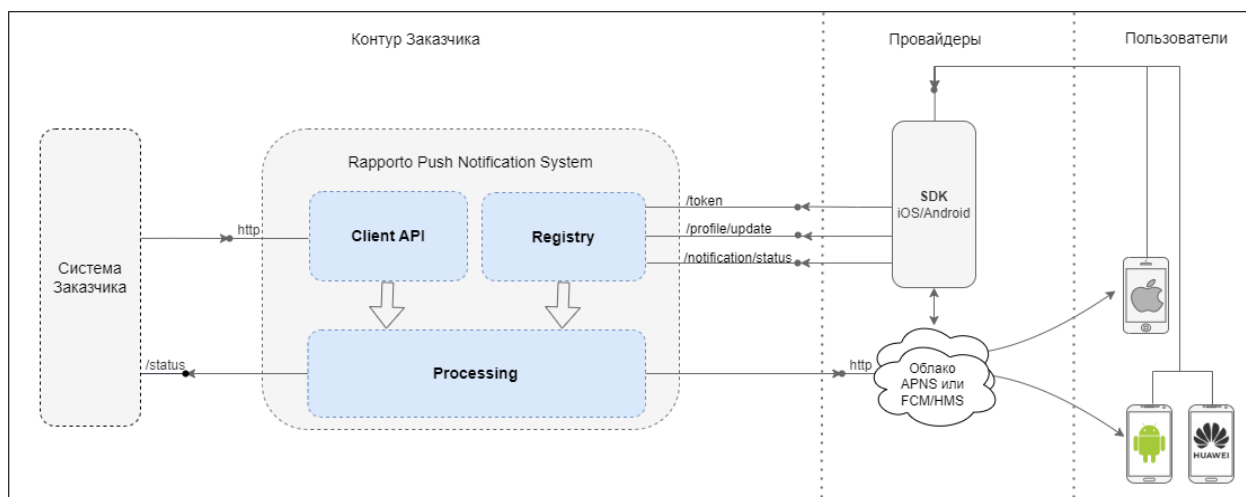 Контур Заказчика
Провайдеры
Пользователи
Rapporto Push Notification System
Client API
Registry
Processing
Система
Заказчика
http
/status
/token
/profile/update
/notification/status
SDK
iOS/Android
http
Облако
APNS или
FCM/HMS
HUAWEI